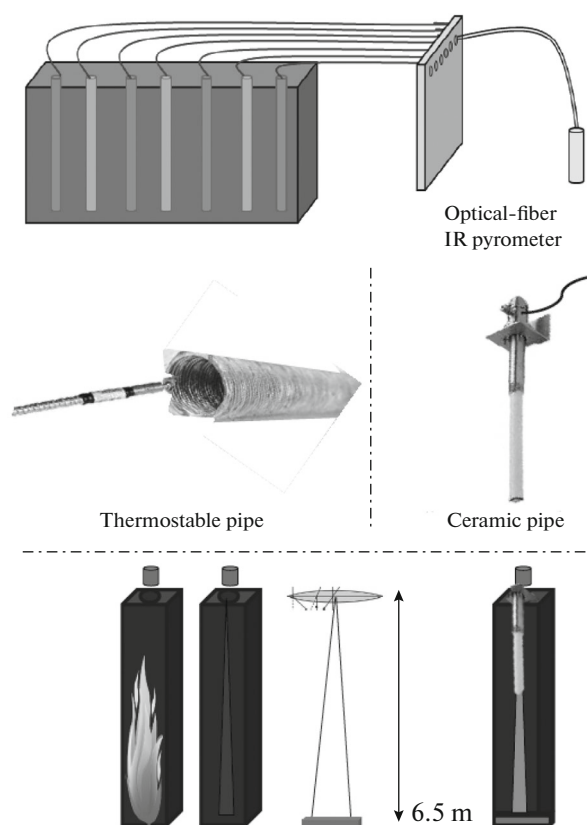 Optical-fiber
IR pyrometer
Thermostable pipe
Ceramic pipe
6.5 m